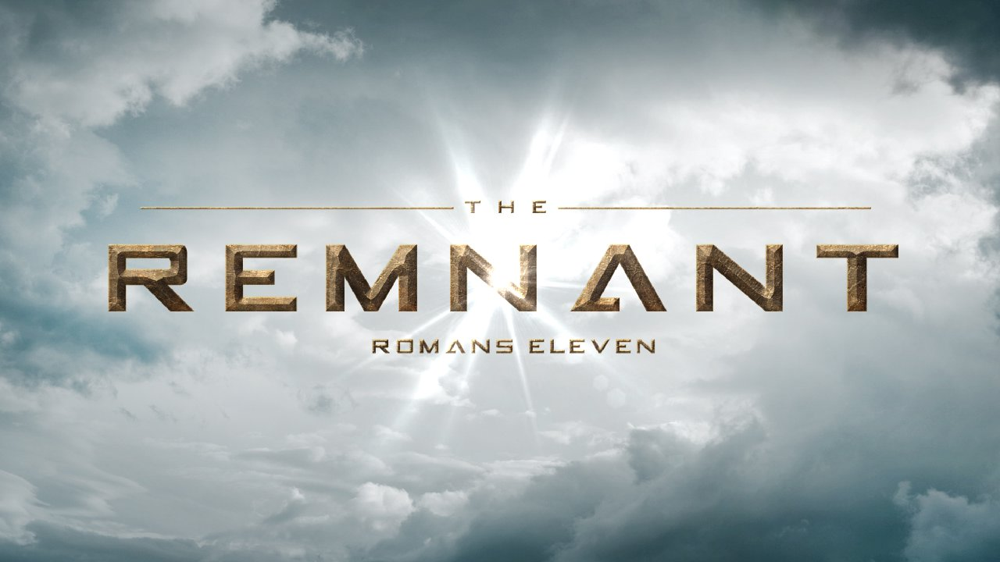 THE
REMNANT
ROMANS ELEVEN